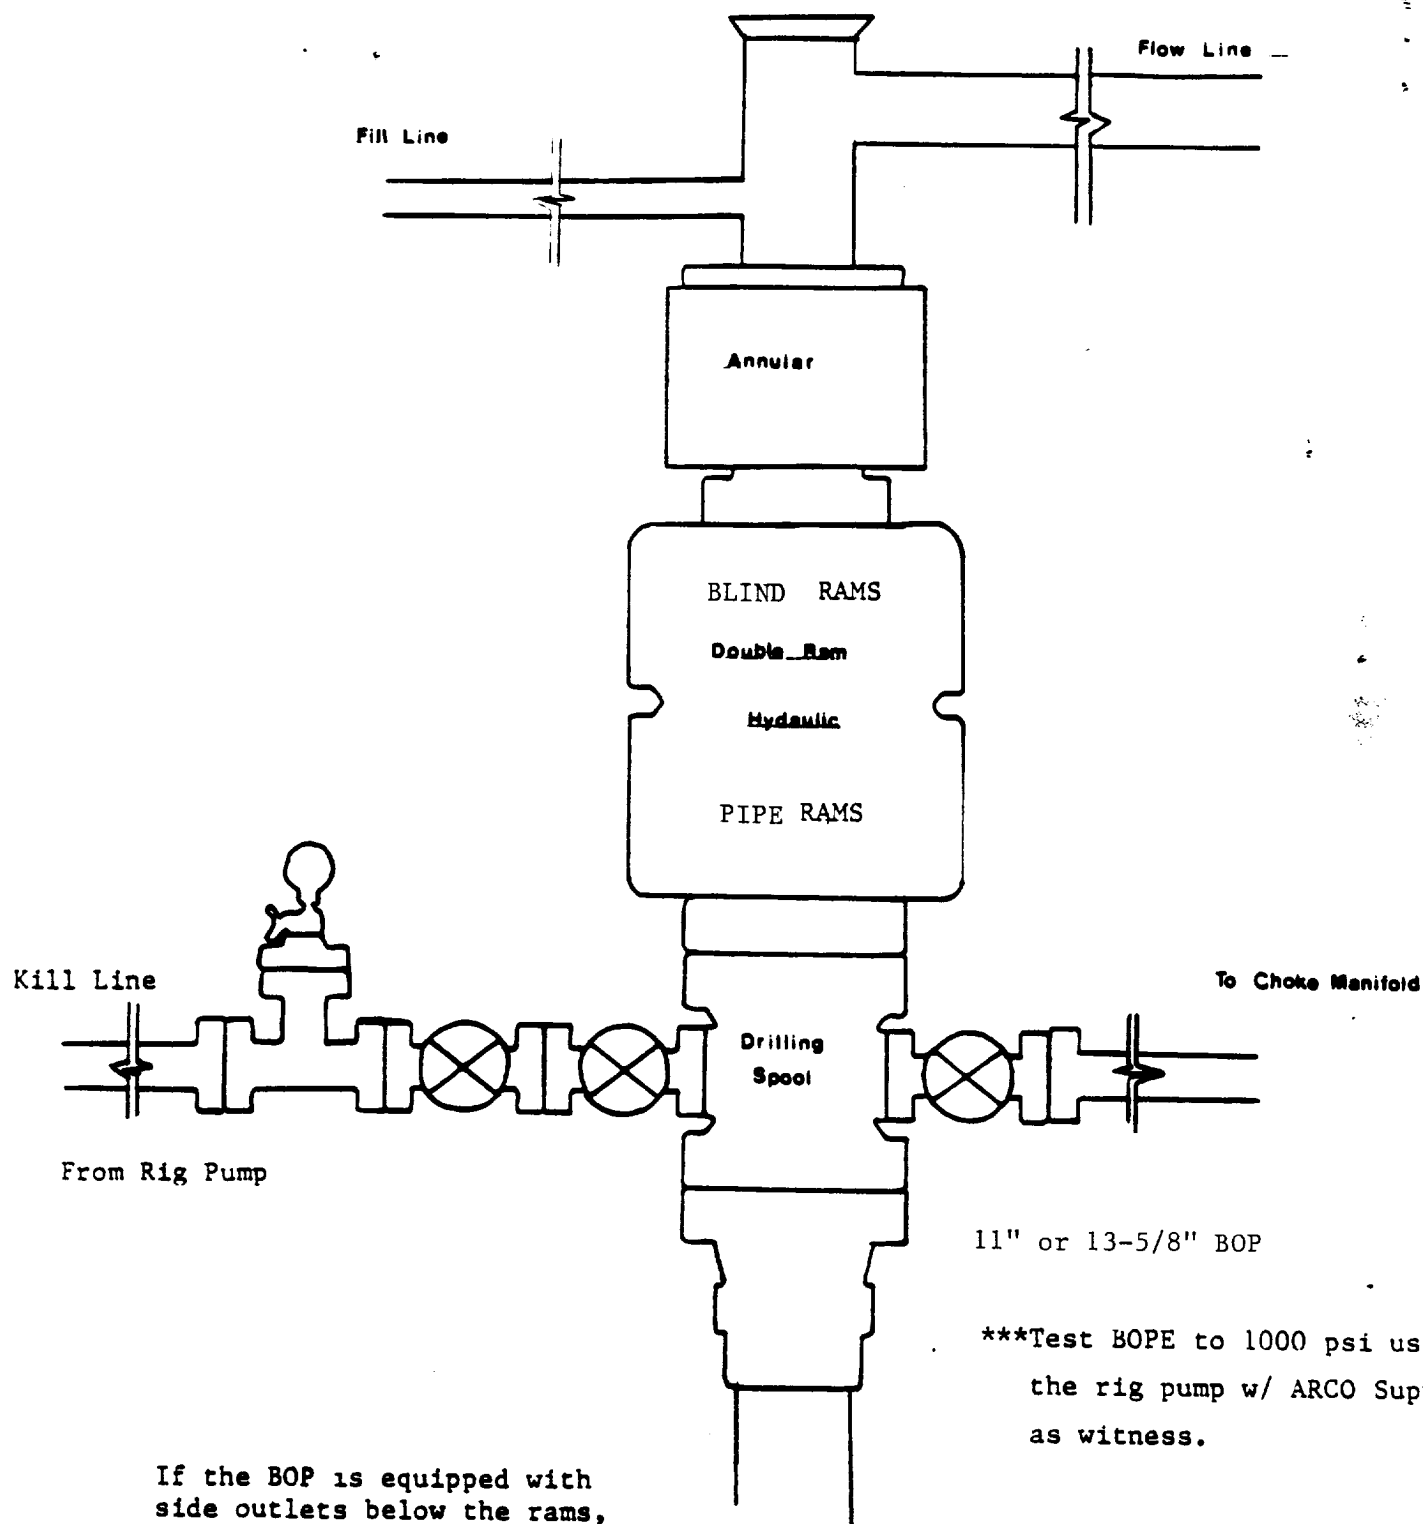 Flow Line
Fill Line
Annular
BLIND RAMS
Double Ram
Hydaulic
PIPE RAMS
Kill Line
To Choke Manifold
Drilling
Spool
From Rig Pump
11" or 13-5/8" BOP
***Test BOPE to 1000 psi us
the rig pump w/ ARCO Sup
as witness.
If the BOP is equipped with
side outlets below the rams,